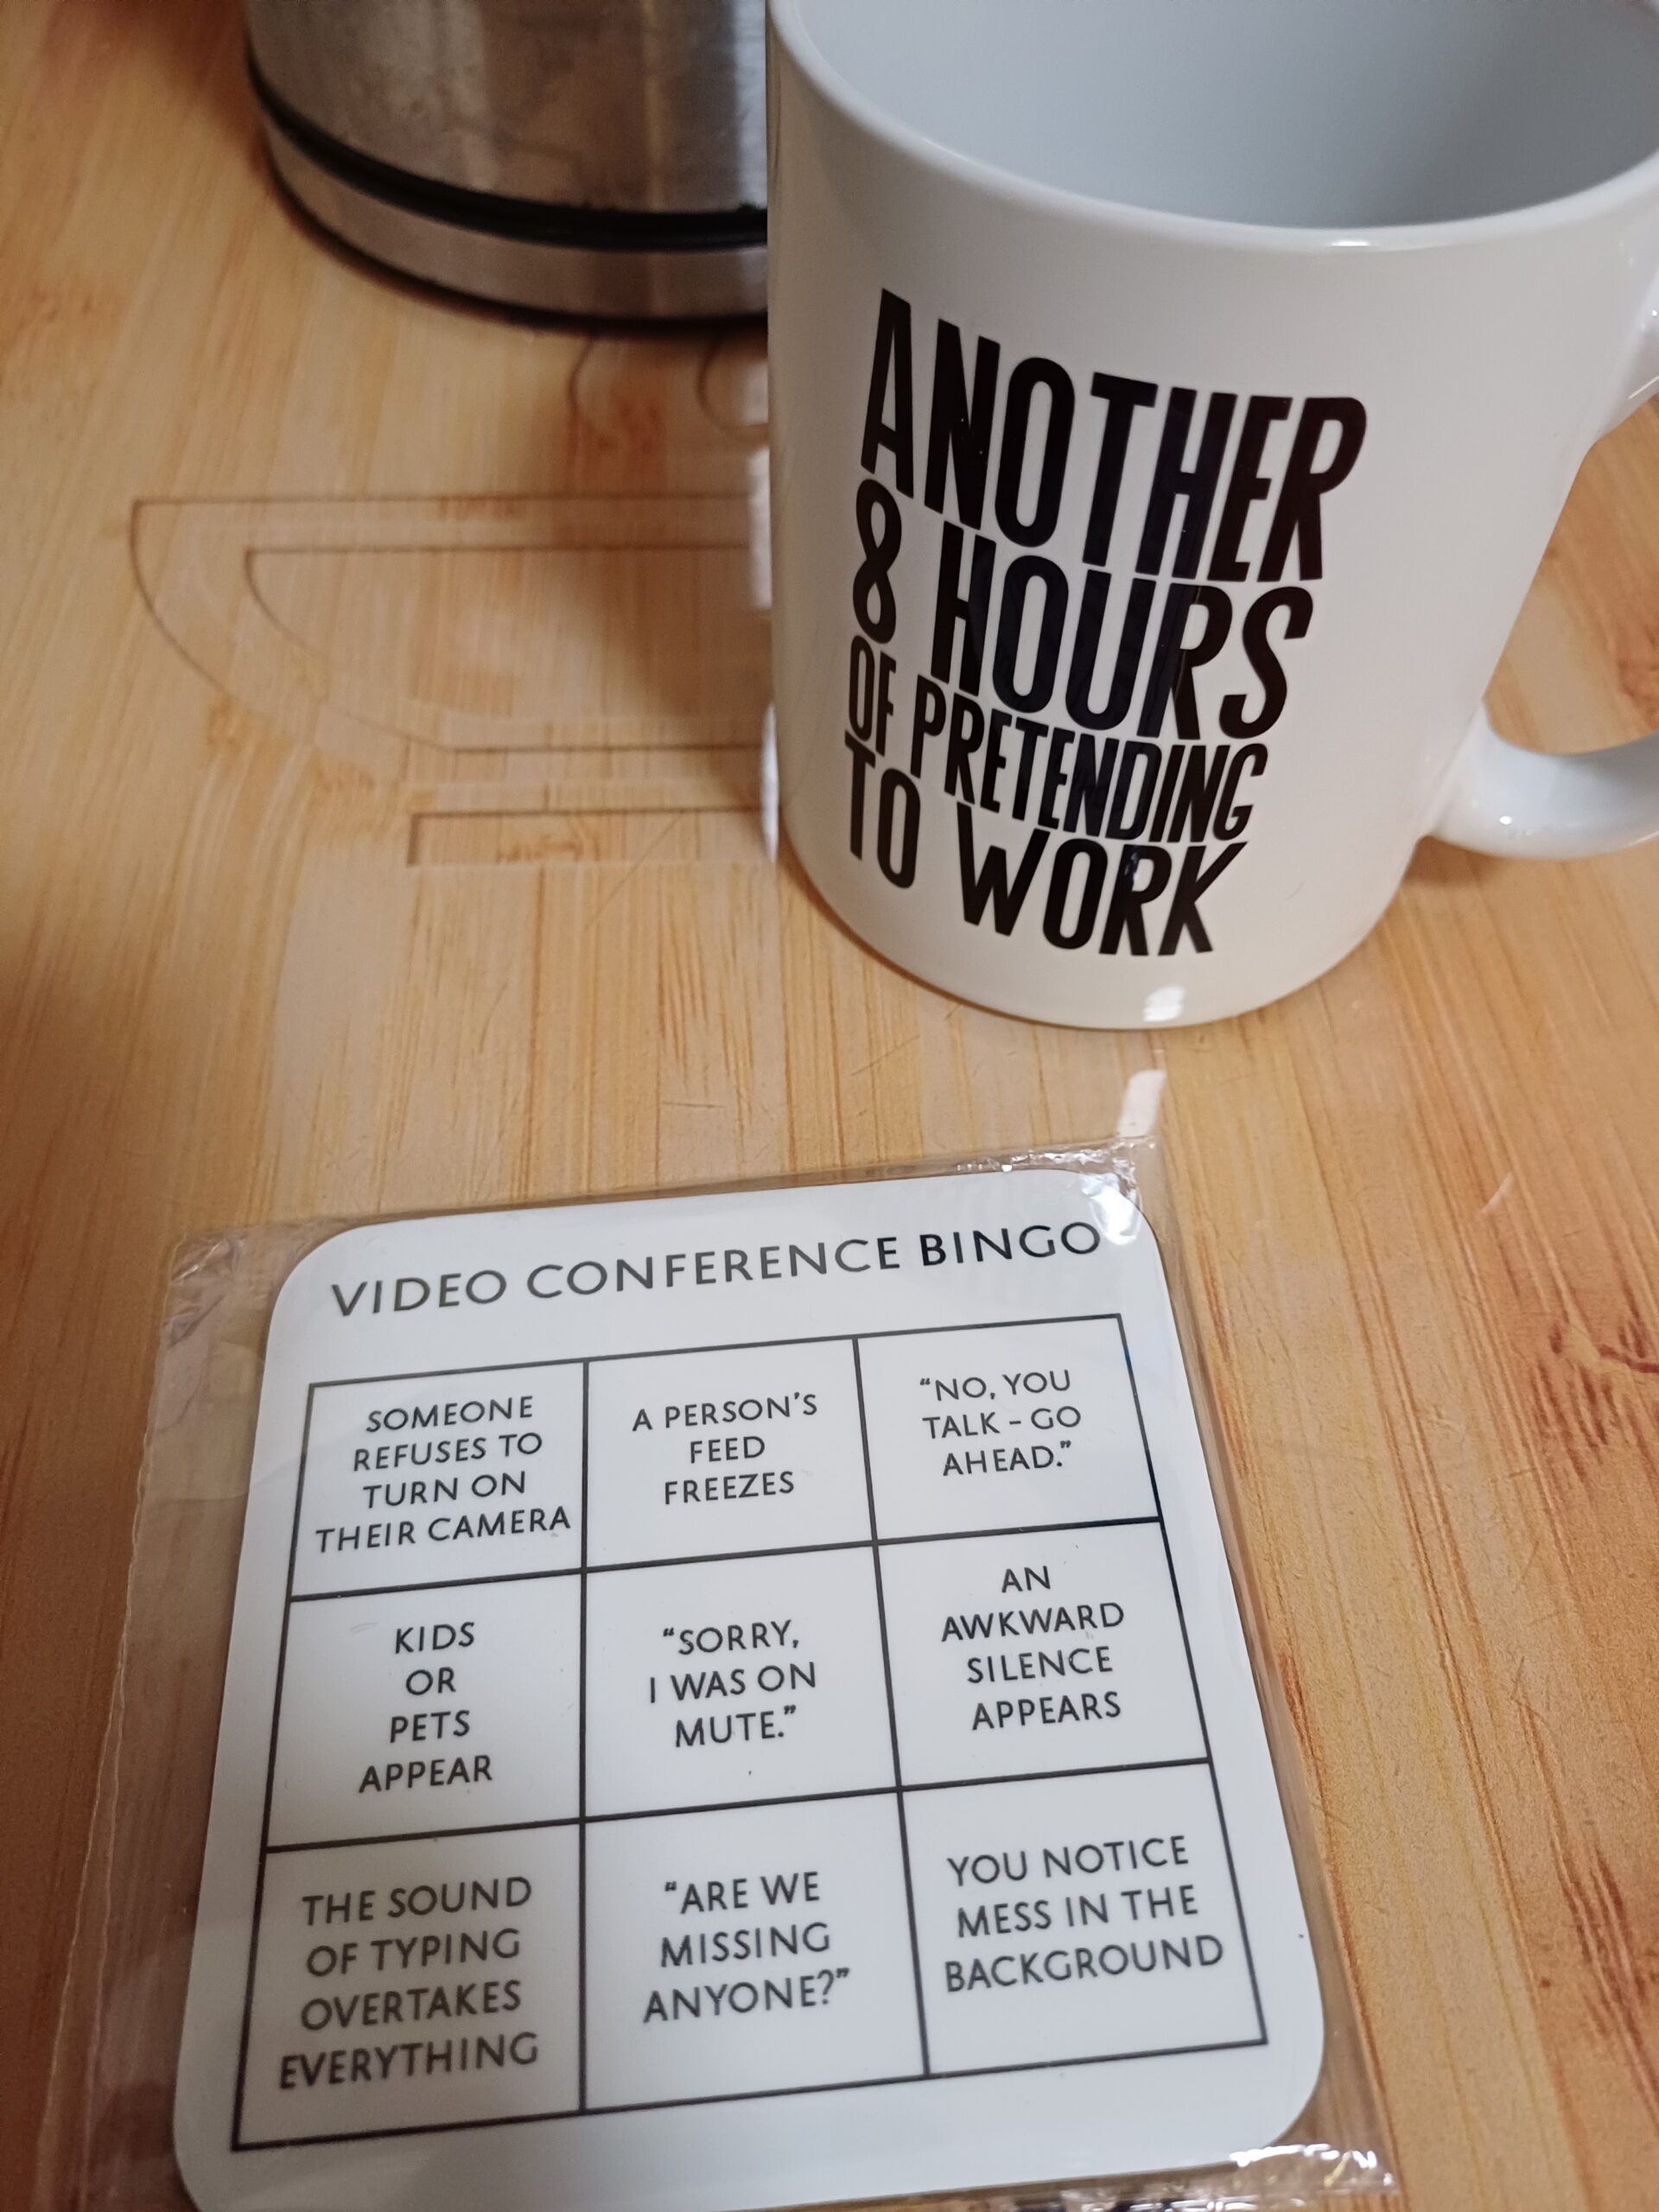 ANOTHER
8 HOURS
OF PRETENDING
TO WORK
VIDEO CONFERENCE BINGO
SOMEONE
REFUSES TO
TURN ON
THEIR CAMERA
A PERSON'S
FEED
FREEZES
“NO, YOU
TALK – GO
AHEAD.”
KIDS
OR
PETS
APPEAR
“SORRY,
I WAS ON
MUTE.”
AN
AWKWARD
SILENCE
APPEARS
THE SOUND
OF TYPING
OVERTAKES
EVERYTHING
“ARE WE
MISSING
ANYONE?”
YOU NOTICE
MESS IN THE
BACKGROUND